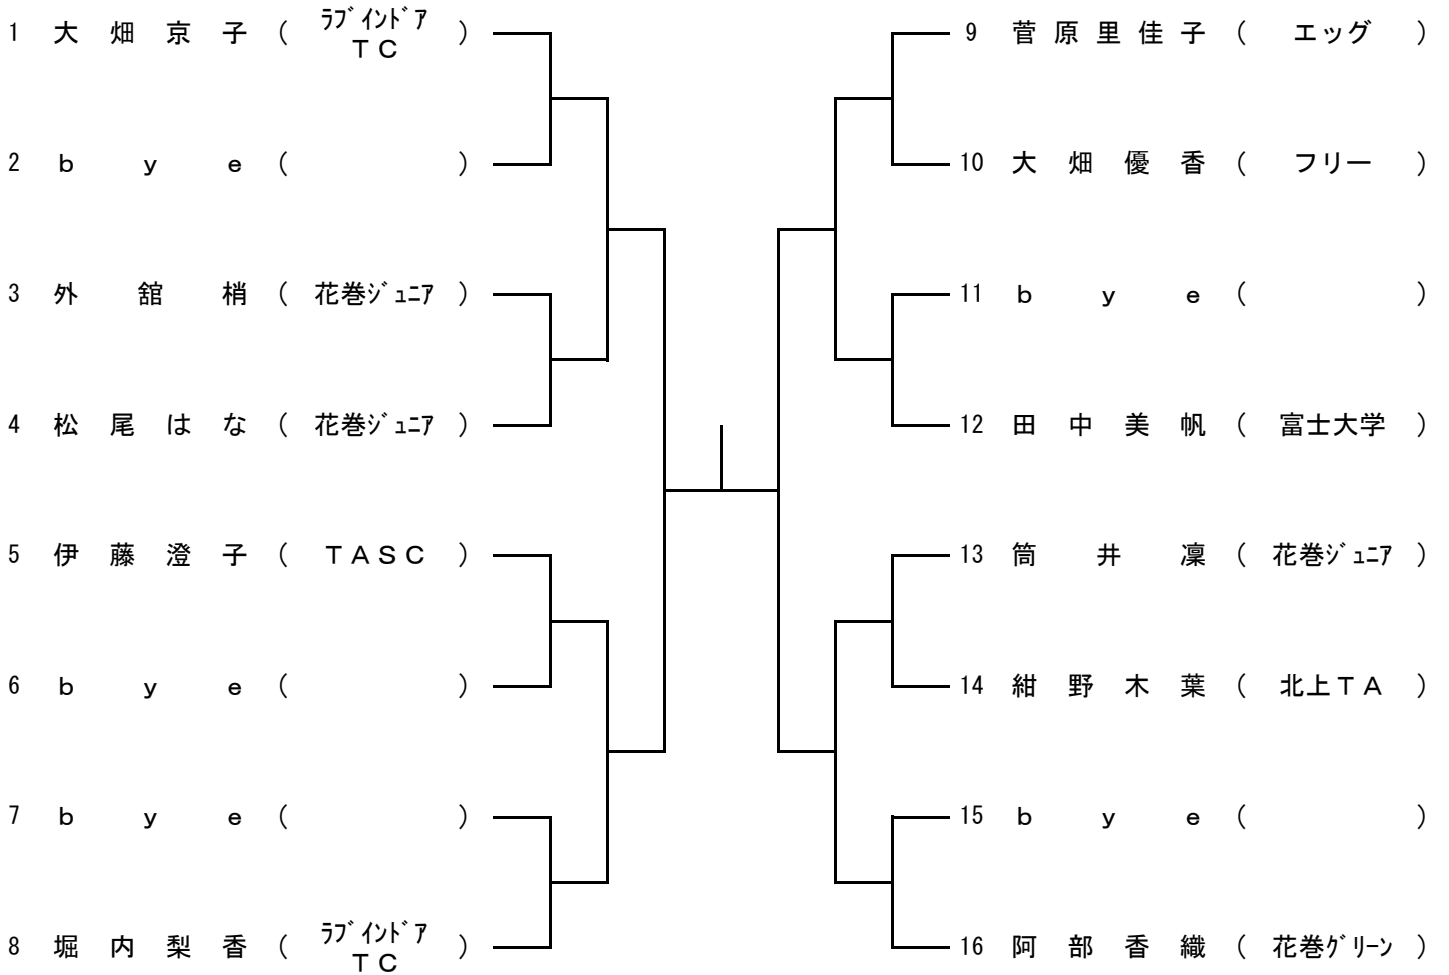 1 大畑京子 ( ﾗﾌﾞｲﾝﾄﾞｱ ＴＣ )
2 ｂｙｅ ( )
3 外舘梢 ( 花巻ｼﾞｭﾆｱ )
4 松尾はな ( 花巻ｼﾞｭﾆｱ )
5 伊藤澄子 ( ＴＡＳＣ )
6 ｂｙｅ ( )
7 ｂｙｅ ( )
8 堀内梨香 ( ﾗﾌﾞｲﾝﾄﾞｱ ＴＣ )
9 菅原里佳子 ( エッグ )
10 大畑優香 ( フリー )
11 ｂｙｅ ( )
12 田中美帆 ( 富士大学 )
13 筒井凜 ( 花巻ｼﾞｭﾆｱ )
14 紺野木葉 ( 北上ＴＡ )
15 ｂｙｅ ( )
16 阿部香織 ( 花巻ｸﾞﾘｰﾝ )